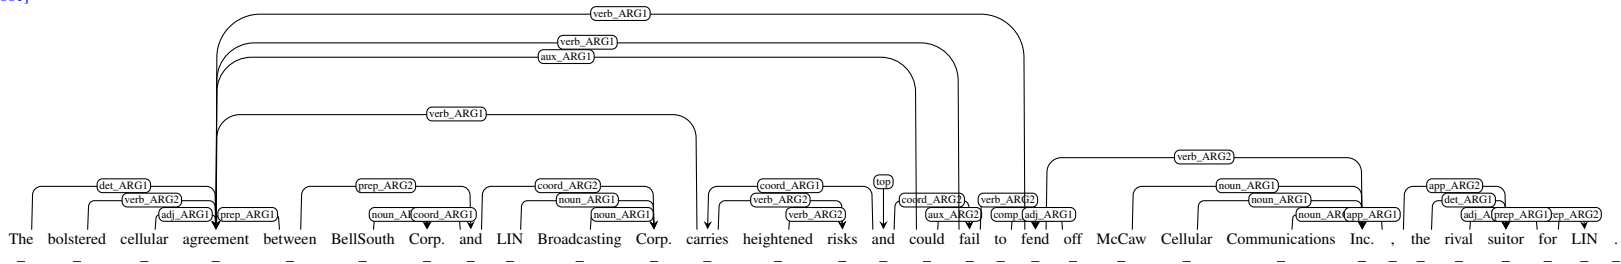 verb_ARG1
verb_ARG1
aux_ARG1
verb_ARG1
verb_ARG2
top
det_ARG1 prep_ARG2 coord_ARG2 coord_ARG1 noun_ARG1 app_ARG2
verb_ARG2 noun_ARG1 verb_ARG2 coord_ARG2 verb_ARG2 noun_ARG1 det_ARG1
adj_ARG1 prep_ARG1 coord_ARG1 noun_ARG1 verb_ARG2 aux_ARG2 comp adj_ARG1 app_ARG1 prep_ARG1
The bolstered cellular agreement between BellSouth Corp. and LIN Broadcasting Corp. carries heightened risks and could fail to fend off McCaw Cellular Communications Inc. , the rival suitor for LIN .